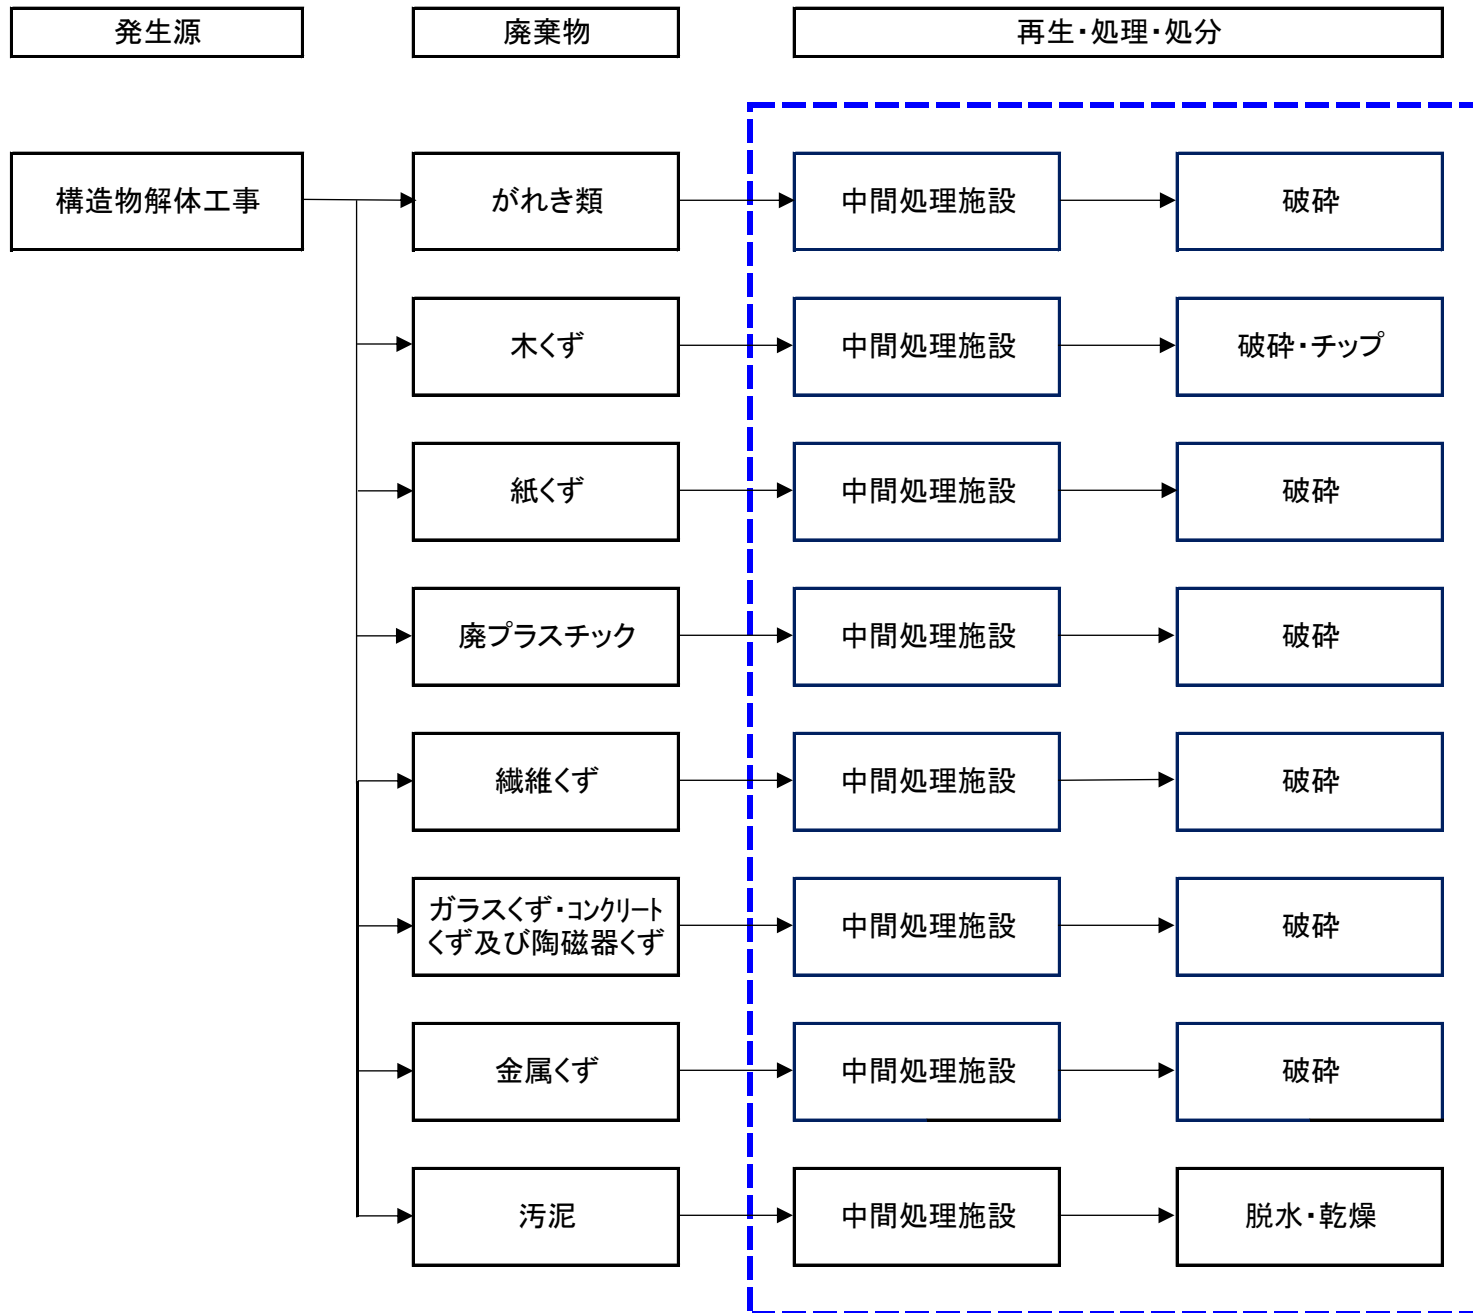 発生源
廃棄物
再生・処理・処分
構造物解体工事
がれき類
中間処理施設
破砕
木くず
中間処理施設
破砕・チップ
紙くず
中間処理施設
破砕
廃プラスチック
中間処理施設
破砕
繊維くず
中間処理施設
破砕
ガラスくず・コンクリート
くず及び陶磁器くず
中間処理施設
破砕
金属くず
中間処理施設
破砕
汚泥
中間処理施設
脱水・乾燥